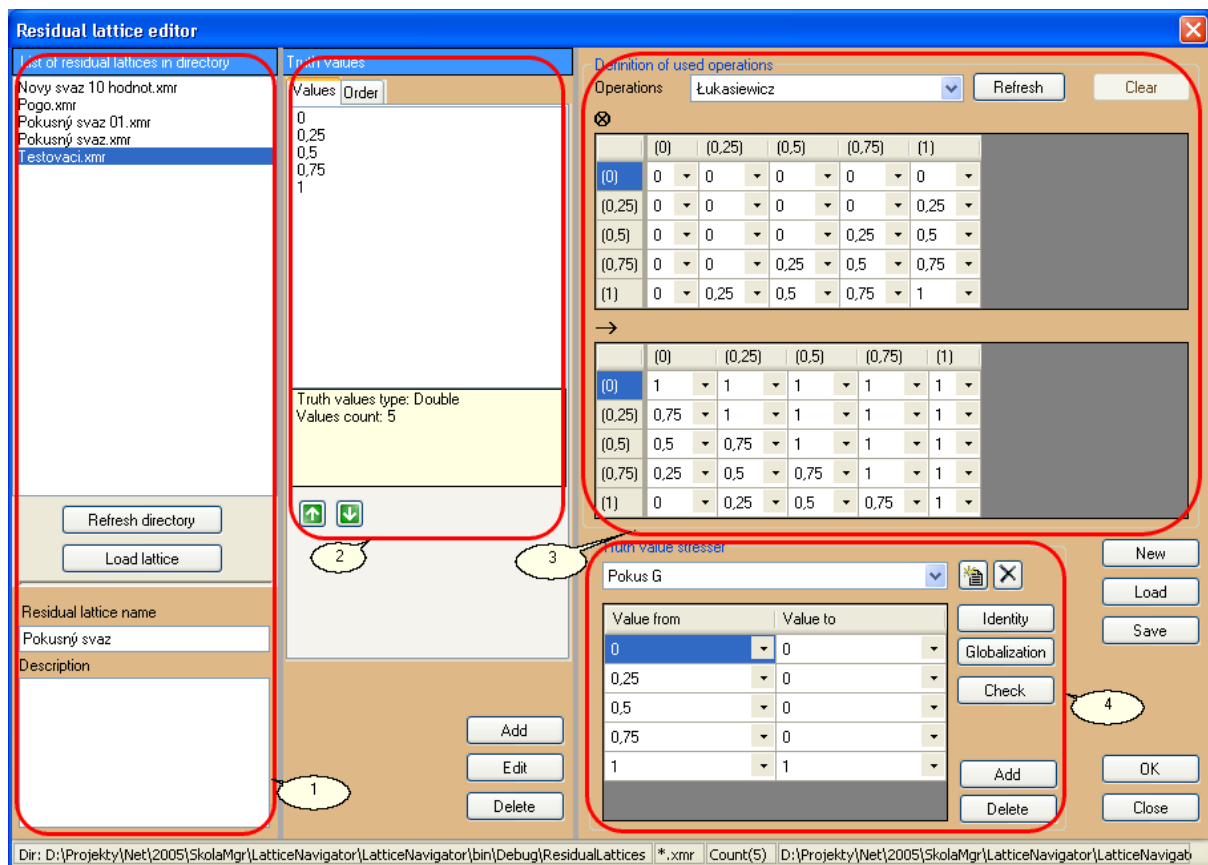 Residual lattice editor
List of residual lattices in directory
Novy svaz 10 hodnot.xmr
Pogo.xmr
Pokusný svaz 01.xmr
Pokusný svaz.xmr
Testovaci.xmr
Refresh directory
Load lattice
Residual lattice name
Pokusný svaz
Description
1
Truth values
Values Order
0
0,25
0,5
0,75
1
Truth values type: Double
Values count: 5
2
Add
Edit
Delete
Definition of used operations
Operations Łukasiewicz Refresh Clear
⊗
(0) (0,25) (0,5) (0,75) (1)
(0) 0 0 0 0 0
(0,25) 0 0 0 0 0,25
(0,5) 0 0 0 0,25 0,5
(0,75) 0 0 0,25 0,5 0,75
(1) 0 0,25 0,5 0,75 1
→
(0) (0,25) (0,5) (0,75) (1)
(0) 1 1 1 1 1
(0,25) 0,75 1 1 1 1
(0,5) 0,5 0,75 1 1 1
(0,75) 0,25 0,5 0,75 1 1
(1) 0 0,25 0,5 0,75 1
3
Truth value stresser
Pokus G
Value from Value to
0 0
0,25 0
0,5 0
0,75 0
1 1
Identity
Globalization
Check
Add
Delete
4
New
Load
Save
OK
Close
Dir: D:\Projekty\Net\2005\SkolaMgr\LatticeNavigator\LatticeNavigator\bin\Debug\ResidualLattices *.xmr Count(5) D:\Projekty\Net\2005\SkolaMgr\LatticeNavigator\LatticeNavigat